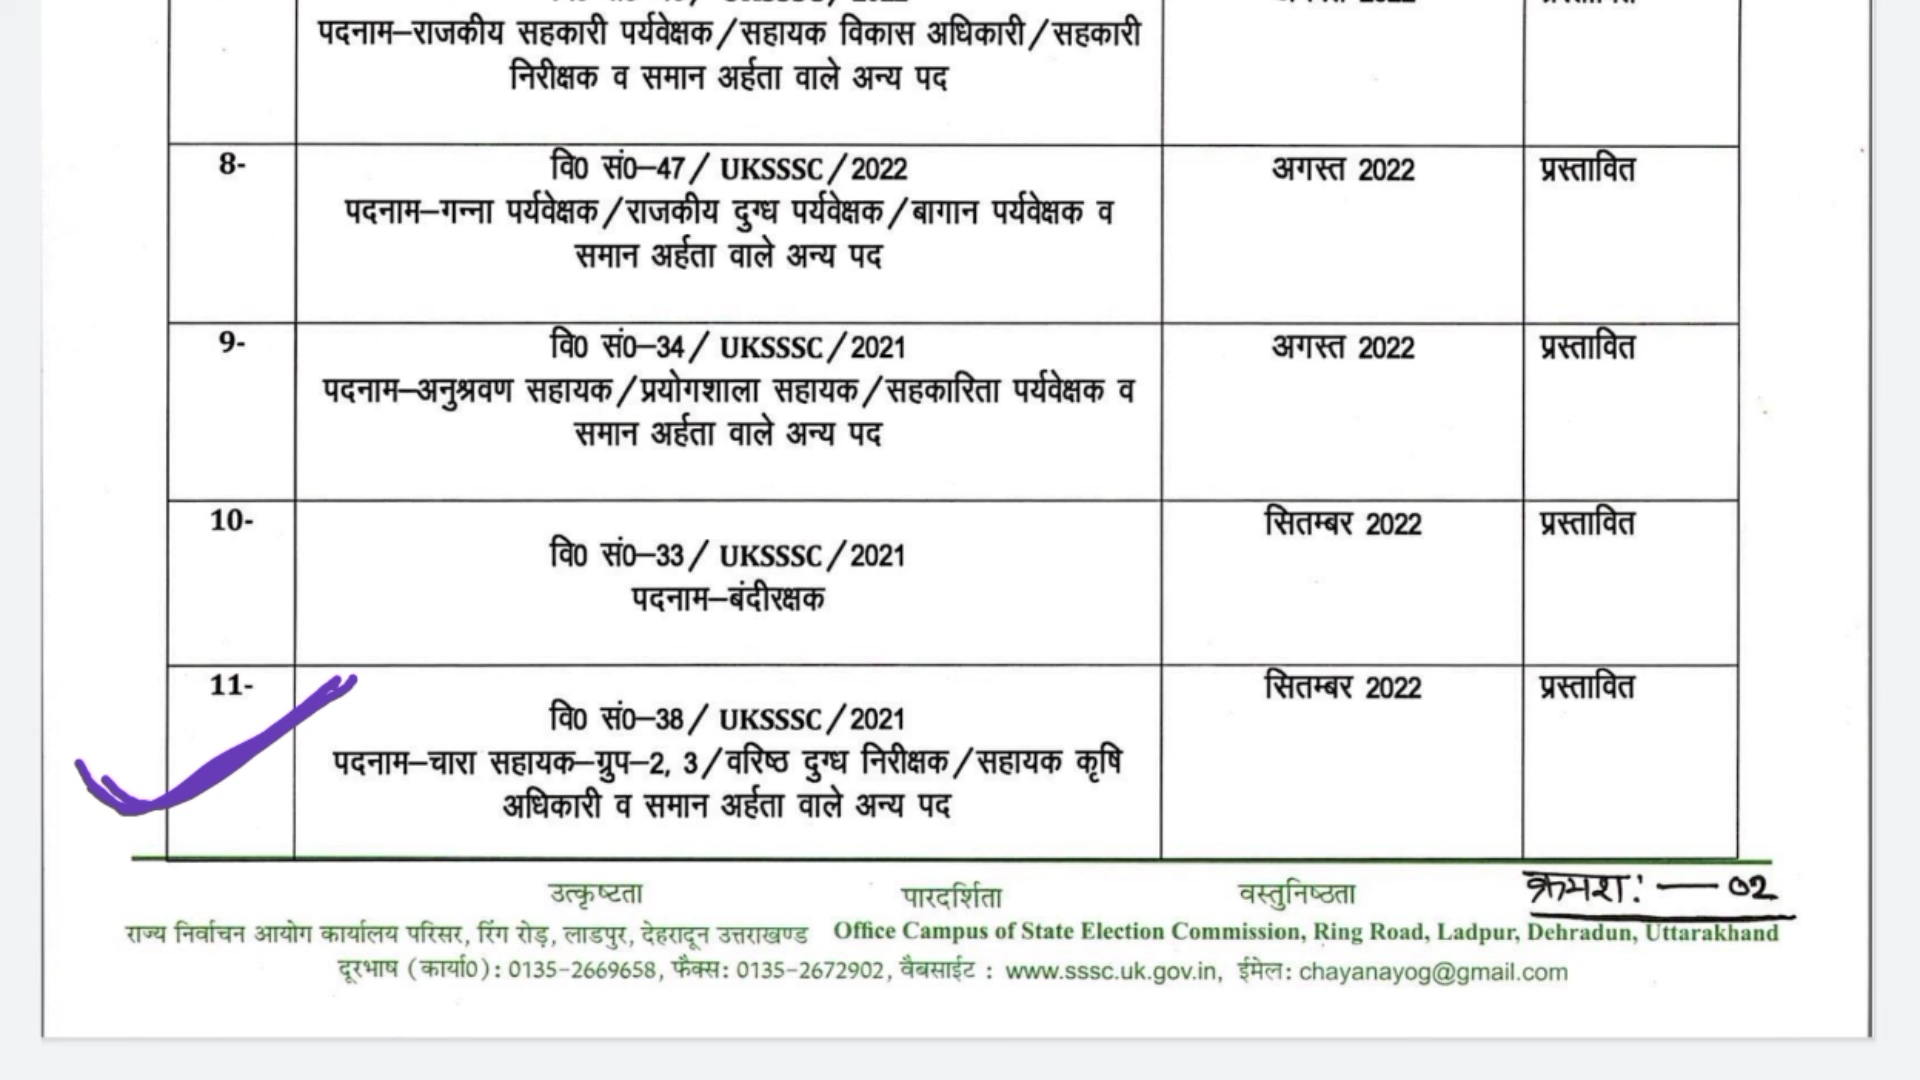 पदनाम–राजकीय सहकारी पर्यवेक्षक/सहायक विकास अधिकारी/सहकारी
निरीक्षक व समान अर्हता वाले अन्य पद
8-
वि0 सं0–47/ UKSSSC/2022
अगस्त 2022
प्रस्तावित
पदनाम–गन्ना पर्यवेक्षक/राजकीय दुग्ध पर्यवेक्षक/बागान पर्यवेक्षक व
समान अर्हता वाले अन्य पद
9-
वि0 सं0–34/ UKSSSC/2021
अगस्त 2022
प्रस्तावित
पदनाम–अनुश्रवण सहायक/प्रयोगशाला सहायक/सहकारिता पर्यवेक्षक व
समान अर्हता वाले अन्य पद
10-
सितम्बर 2022
प्रस्तावित
वि0 सं0–33/ UKSSSC/2021
पदनाम–बंदीरक्षक
11-
सितम्बर 2022
प्रस्तावित
वि0 सं0–38/ UKSSSC/2021
पदनाम–चारा सहायक–ग्रुप–2, 3/वरिष्ठ दुग्ध निरीक्षक/सहायक कृषि
अधिकारी व समान अर्हता वाले अन्य पद
क्रमश: — 02
उत्कृष्टता पारदर्शिता वस्तुनिष्ठता
राज्य निर्वाचन आयोग कार्यालय परिसर, रिंग रोड़, लाडपुर, देहरादून उत्तराखण्ड Office Campus of State Election Commission, Ring Road, Ladpur, Dehradun, Uttarakhand
दूरभाष (कार्या0): 0135-2669658, फैक्स: 0135-2672902, वैबसाईट : www.sssc.uk.gov.in, ईमेल: chayanayog@gmail.com